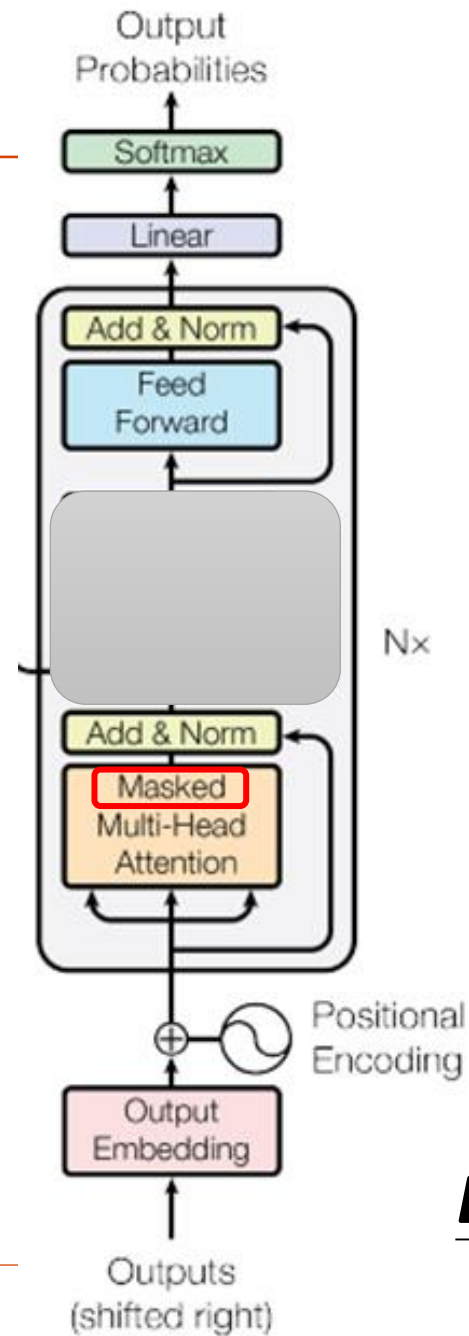 Output
Probabilities
Softmax
Linear
Add & Norm
Feed
Forward
N×
Add & Norm
Masked
Multi-Head
Attention
Positional
Encoding
Output
Embedding
Outputs
(shifted right)